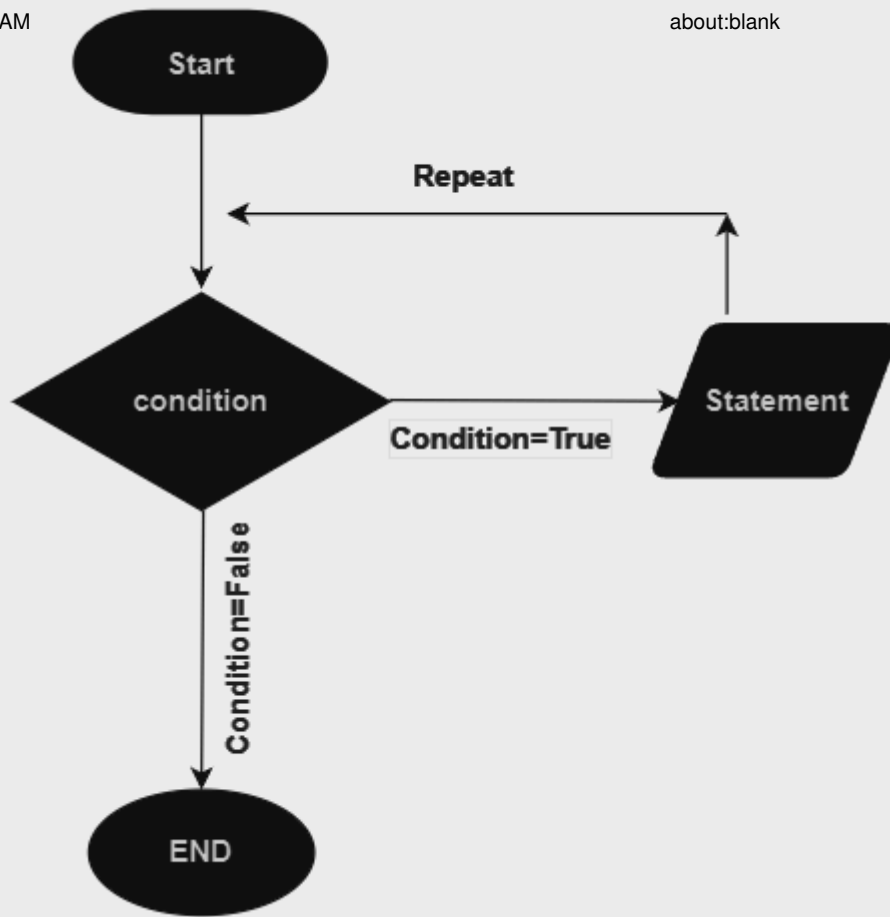 AM
about:blank
Start
Repeat
condition
Condition=True
Statement
Condition=False
END